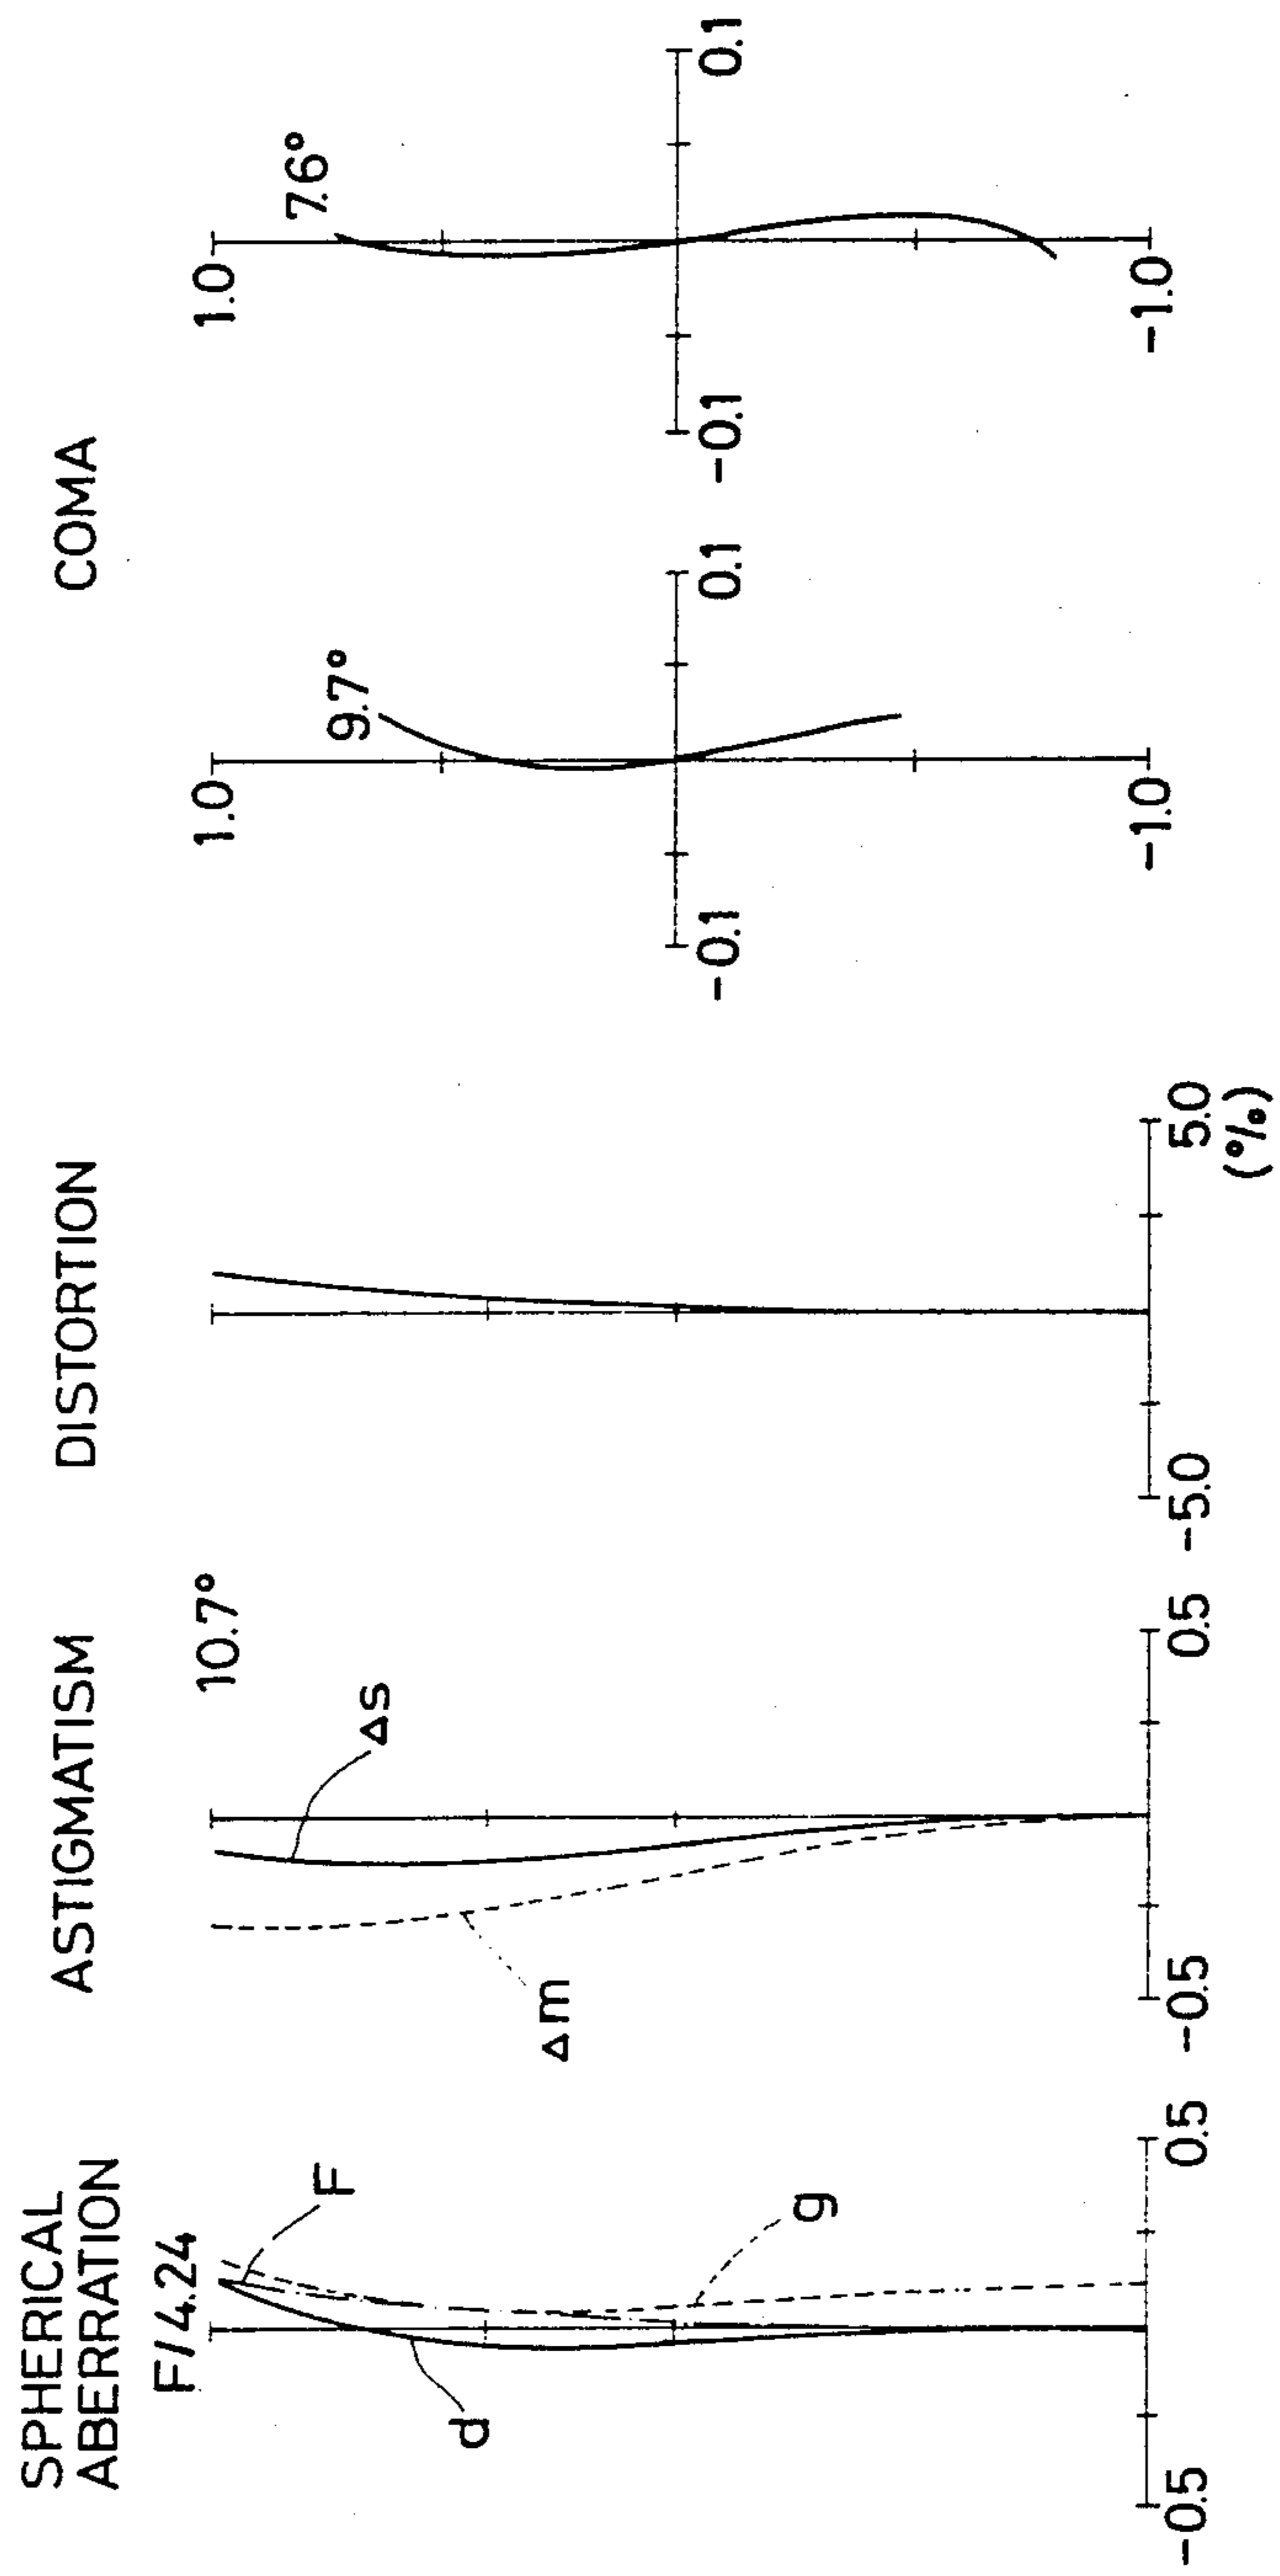 SPHERICAL
ABERRATION
F/4.24
F
d
g
-0.5
0.5
ASTIGMATISM
10.7°
Δs
Δm
-0.5
0.5
DISTORTION
-5.0
5.0
(%)
COMA
1.0
9.7°
-0.1
0.1
-1.0
1.0
7.6°
-0.1
0.1
-1.0